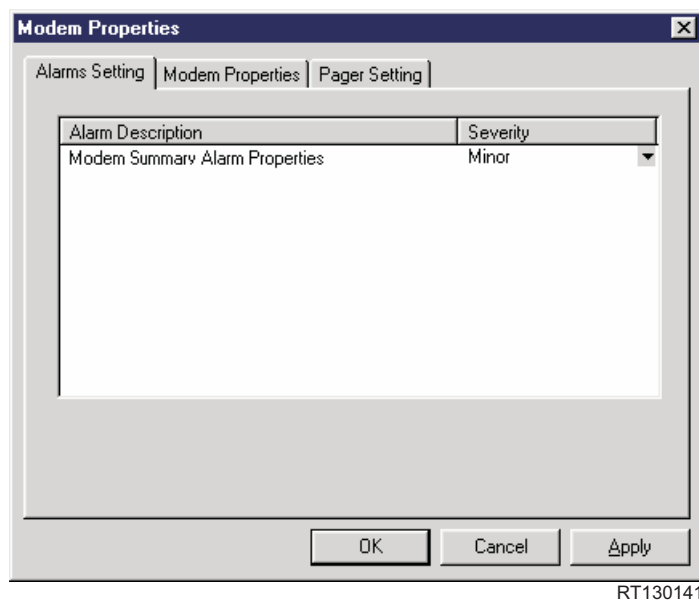 Modem Properties
Alarms Setting Modem Properties Pager Setting
Alarm Description Severity
Modem Summary Alarm Properties Minor
OK Cancel Apply
RT130141